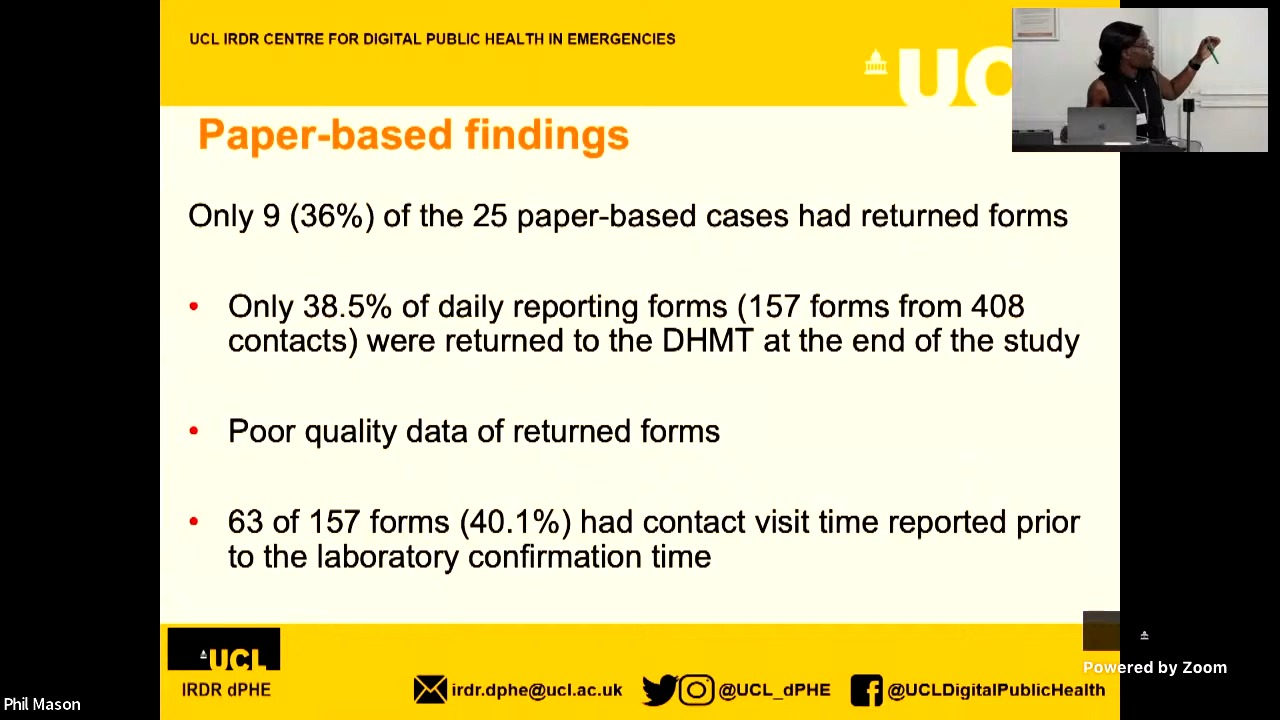 UCL IRDR CENTRE FOR DIGITAL PUBLIC HEALTH IN EMERGENCIES
Paper-based findings
Only 9 (36%) of the 25 paper-based cases had returned forms
• Only 38.5% of daily reporting forms (157 forms from 408
contacts) were returned to the DHMT at the end of the study
• Poor quality data of returned forms
• 63 of 157 forms (40.1%) had contact visit time reported prior
to the laboratory confirmation time
UCL
IRDR dPHE
irdr.dphe@ucl.ac.uk
@UCL_dPHE
@UCLDigitalPublicHealth
Powered by Zoom
Phil Mason